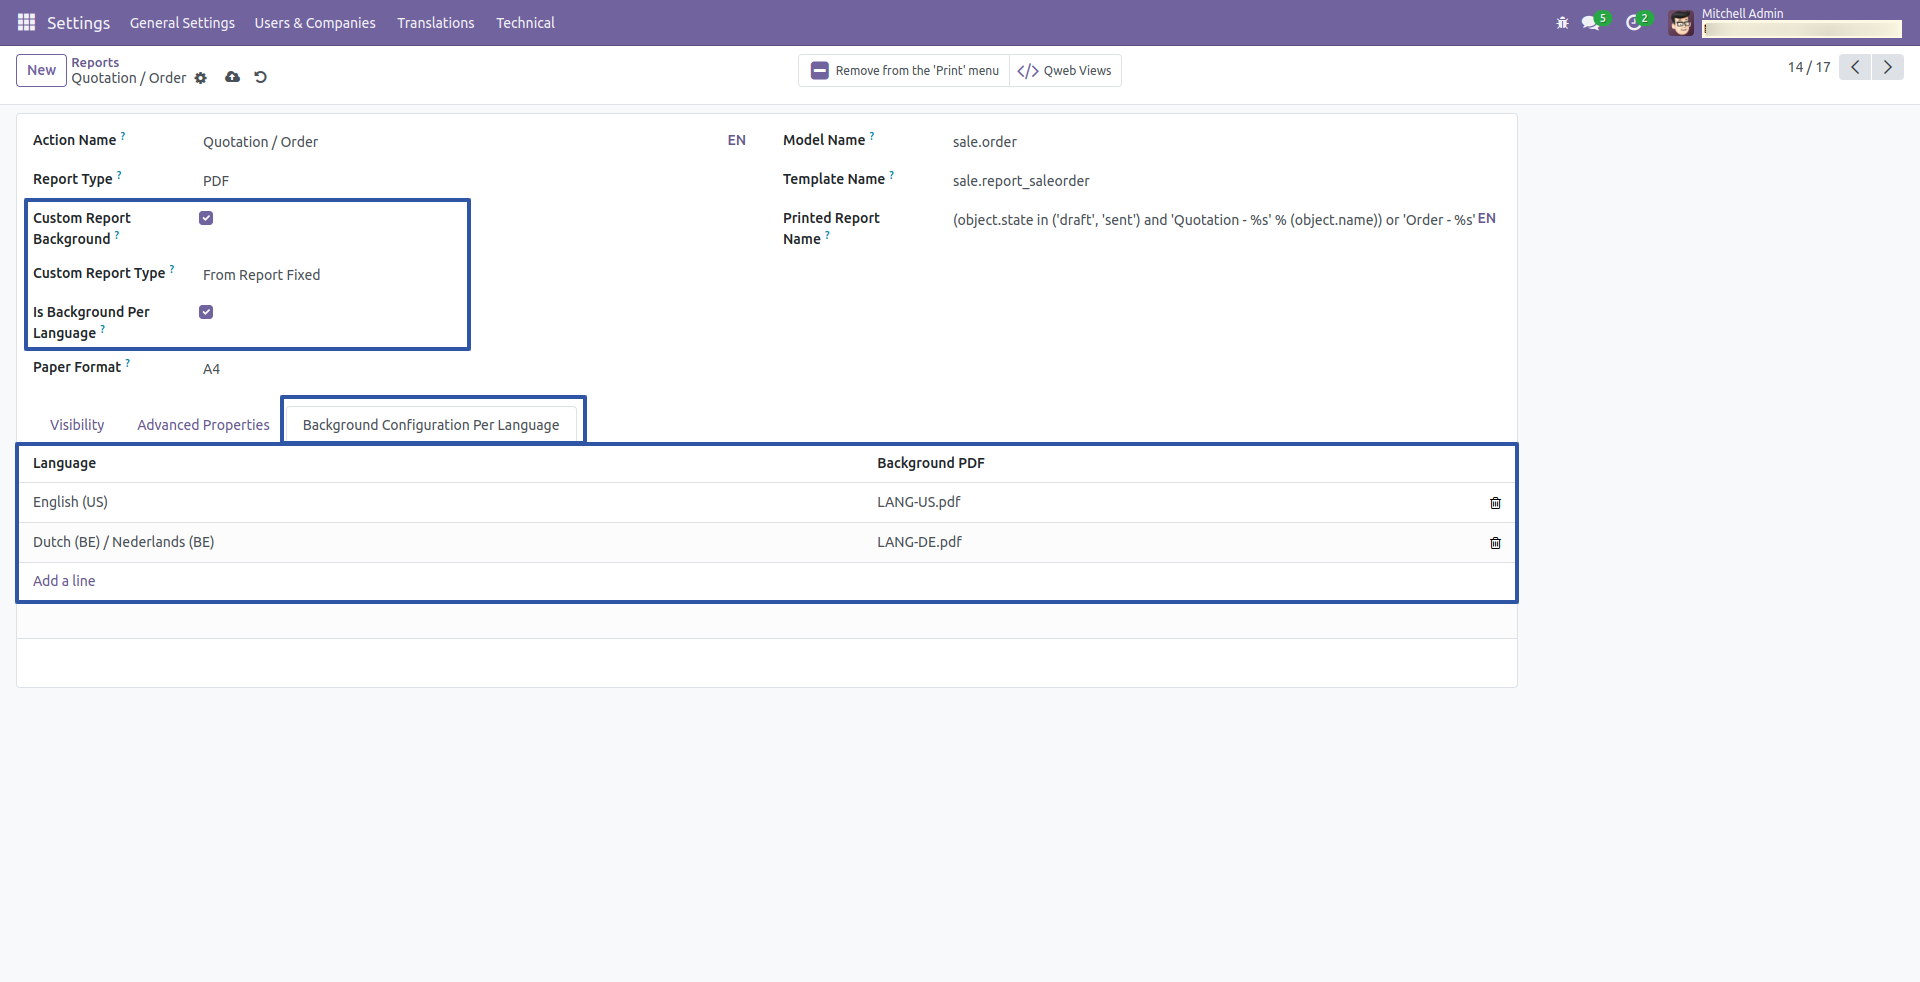 Settings General Settings Users & Companies Translations Technical 5 2 Mitchell Admin
New Reports
Quotation / Order
Remove from the 'Print' menu </> Qweb Views 14 / 17
Action Name ? Quotation / Order EN Model Name ? sale.order
Report Type ? PDF Template Name ? sale.report_saleorder
Custom Report Background ? Printed Report Name ? (object.state in ('draft', 'sent') and 'Quotation - %s' % (object.name)) or 'Order - %s' EN
Custom Report Type ? From Report Fixed
Is Background Per Language ?
Paper Format ? A4
Visibility Advanced Properties Background Configuration Per Language
Language Background PDF
English (US) LANG-US.pdf
Dutch (BE) / Nederlands (BE) LANG-DE.pdf
Add a line